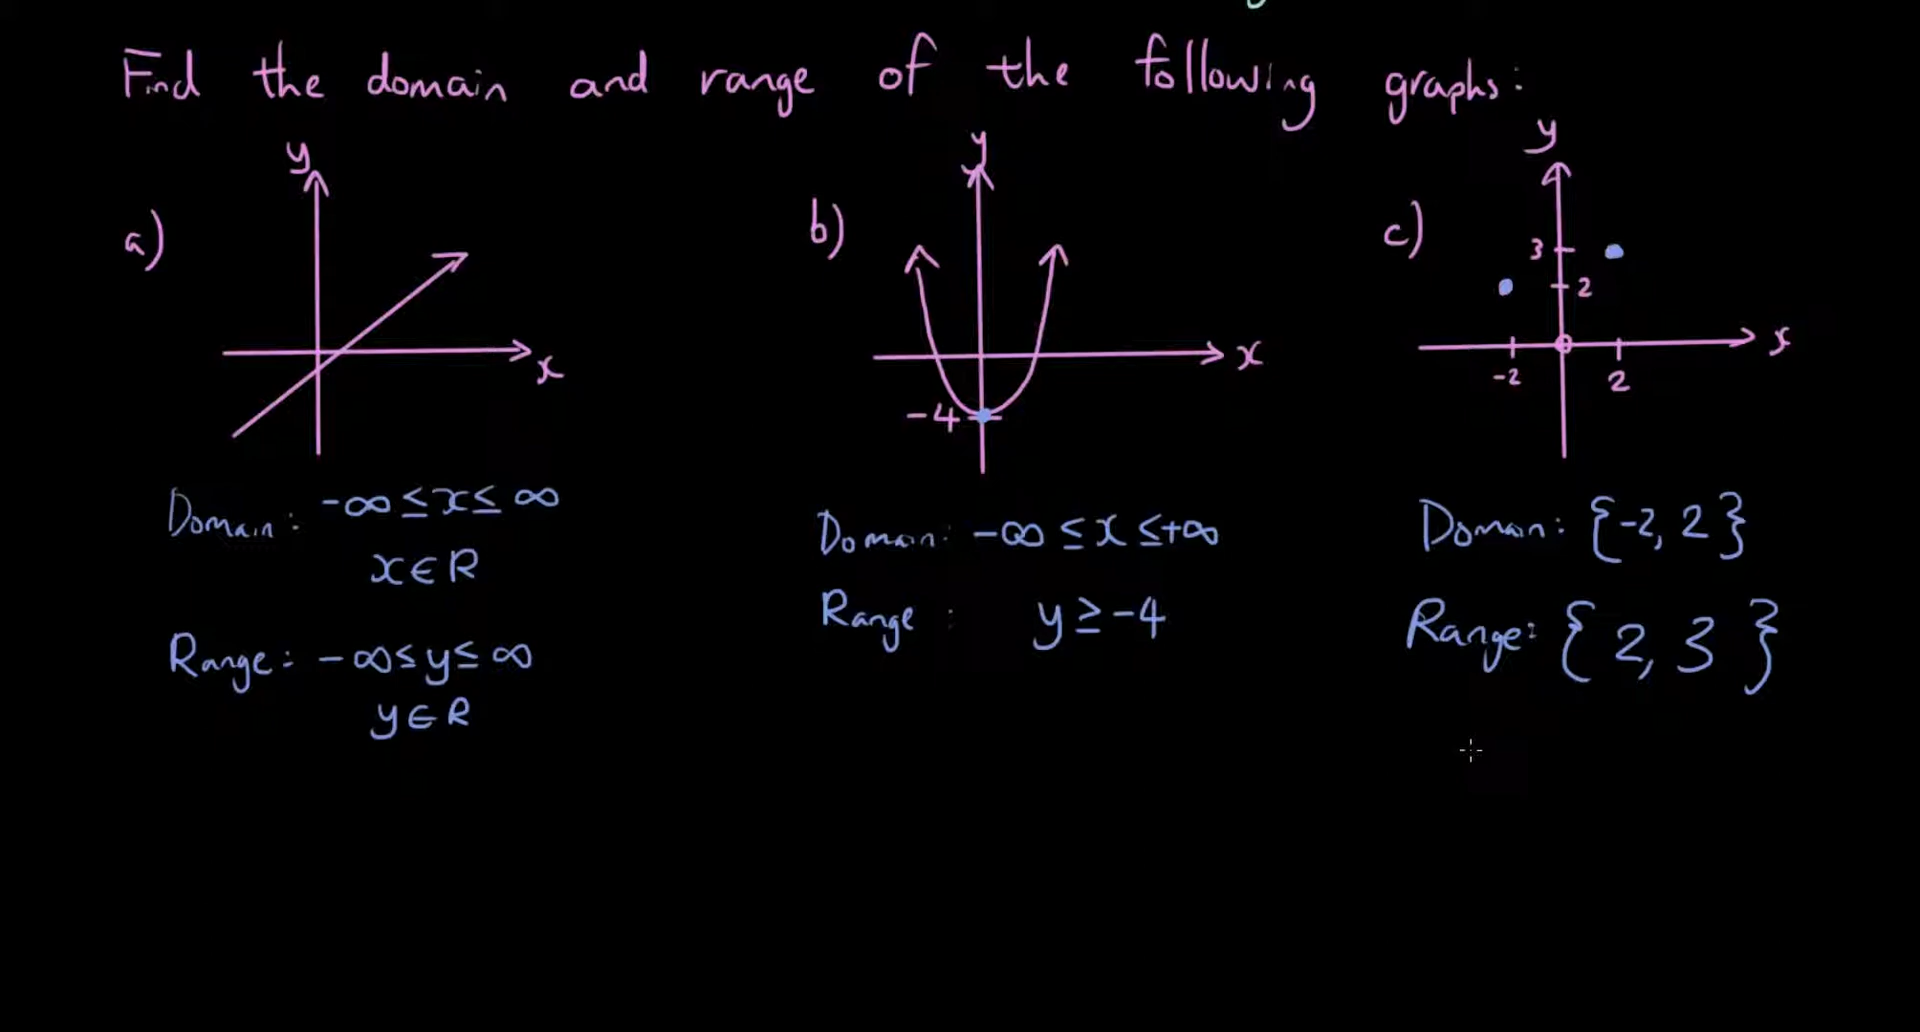 Find the domain and range of the following graphs:
a)
y
x
Domain: -∞ ≤ x ≤ ∞
x ∈ R
Range: -∞ ≤ y ≤ ∞
y ∈ R
b)
y
x
-4
Domain: -∞ ≤ x ≤ +∞
Range : y ≥ -4
c)
y
3
2
x
-2
2
Domain: {-2, 2}
Range: { 2, 3 }